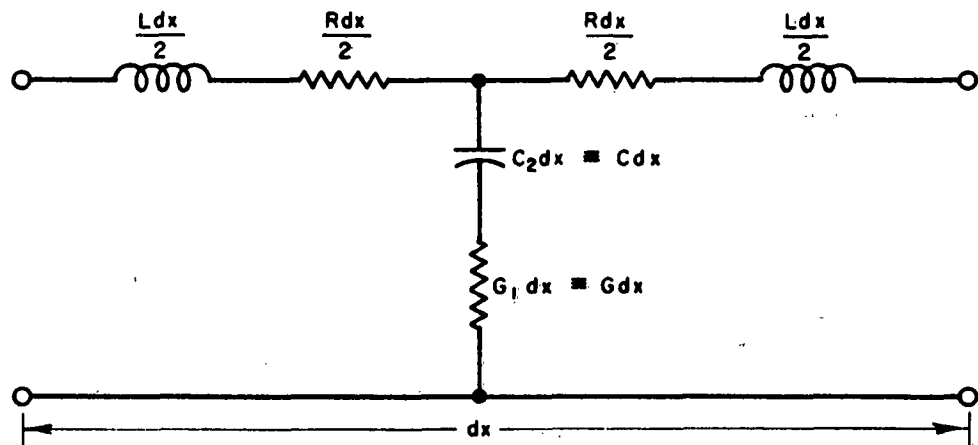 Ldx/2 Rdx/2 Rdx/2 Ldx/2
C₂dx ≡ Cdx
G₁dx ≡ Gdx
dx